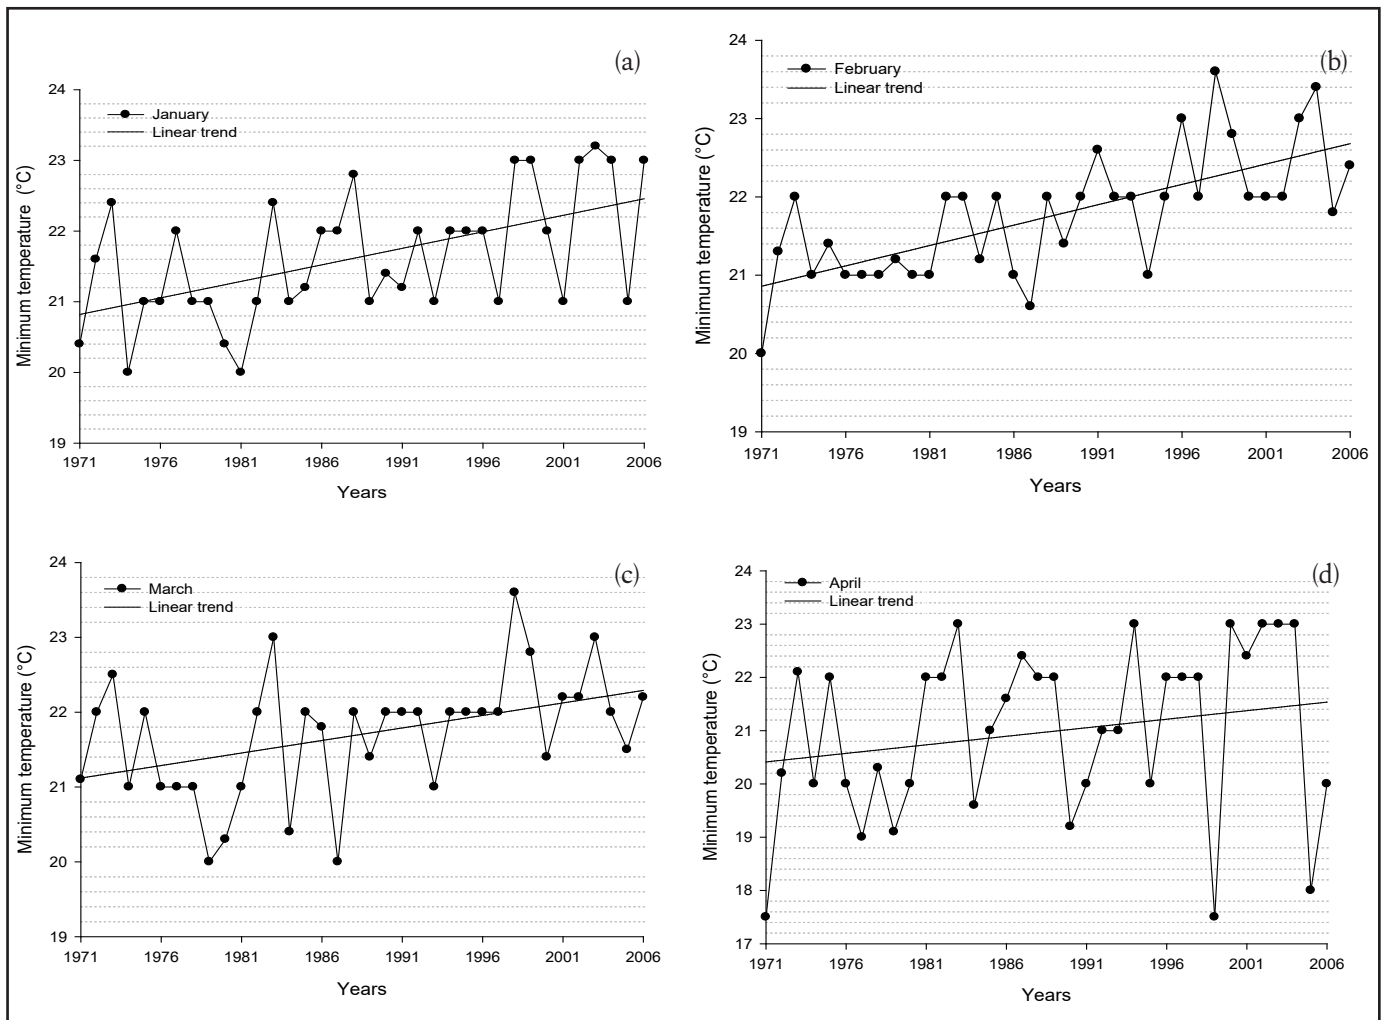 (a)
24
23
22
21
20
19
January
Linear trend
Minimum temperature (°C)
1971 1976 1981 1986 1991 1996 2001 2006
Years
(b)
24
23
22
21
20
19
February
Linear trend
Minimum temperature (°C)
1971 1976 1981 1986 1991 1996 2001 2006
Years
(c)
24
23
22
21
20
19
March
Linear trend
Minimum temperature (°C)
1971 1976 1981 1986 1991 1996 2001 2006
Years
(d)
24
23
22
21
20
19
18
17
April
Linear trend
Minimum temperature (°C)
1971 1976 1981 1986 1991 1996 2001 2006
Years